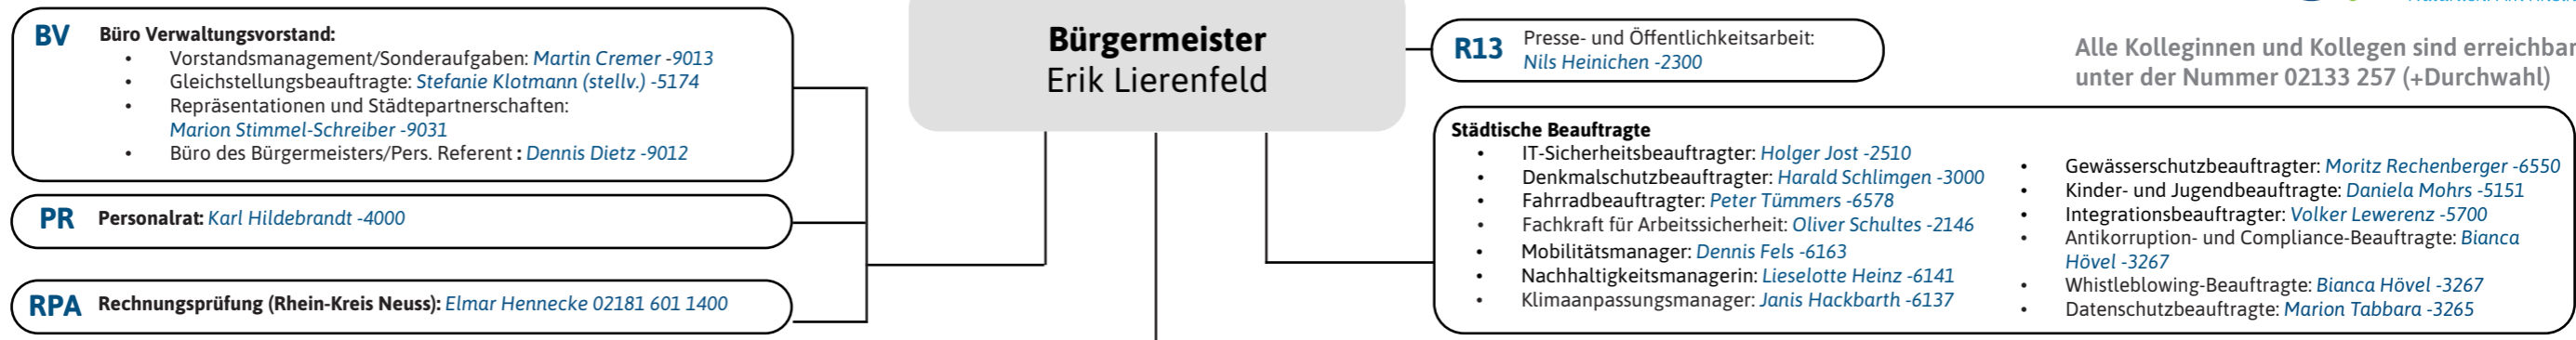 BV
Büro Verwaltungsvorstand:
• Vorstandsmanagement/Sonderaufgaben: Martin Cremer -9013
• Gleichstellungsbeauftragte: Stefanie Klotmann (stellv.) -5174
• Repräsentationen und Städtepartnerschaften:
Marion Stimmel-Schreiber -9031
• Büro des Bürgermeisters/Pers. Referent : Dennis Dietz -9012
PR Personalrat: Karl Hildebrandt -4000
RPA Rechnungsprüfung (Rhein-Kreis Neuss): Elmar Hennecke 02181 601 1400
Bürgermeister
Erik Lierenfeld
R13
Presse- und Öffentlichkeitsarbeit:
Nils Heinichen -2300
Alle Kolleginnen und Kollegen sind erreichbar
unter der Nummer 02133 257 (+Durchwahl)
Städtische Beauftragte
• IT-Sicherheitsbeauftragter: Holger Jost -2510
• Denkmalschutzbeauftragter: Harald Schlimgen -3000
• Fahrradbeauftragter: Peter Tümmers -6578
• Fachkraft für Arbeitssicherheit: Oliver Schultes -2146
• Mobilitätsmanager: Dennis Fels -6163
• Nachhaltigkeitsmanagerin: Lieselotte Heinz -6141
• Klimaanpassungsmanager: Janis Hackbarth -6137
• Gewässerschutzbeauftragter: Moritz Rechenberger -6550
• Kinder- und Jugendbeauftragte: Daniela Mohrs -5151
• Integrationsbeauftragter: Volker Lewerenz -5700
• Antikorruption- und Compliance-Beauftragte: Bianca
Hövel -3267
• Whistleblowing-Beauftragte: Bianca Hövel -3267
• Datenschutzbeauftragte: Marion Tabbara -3265